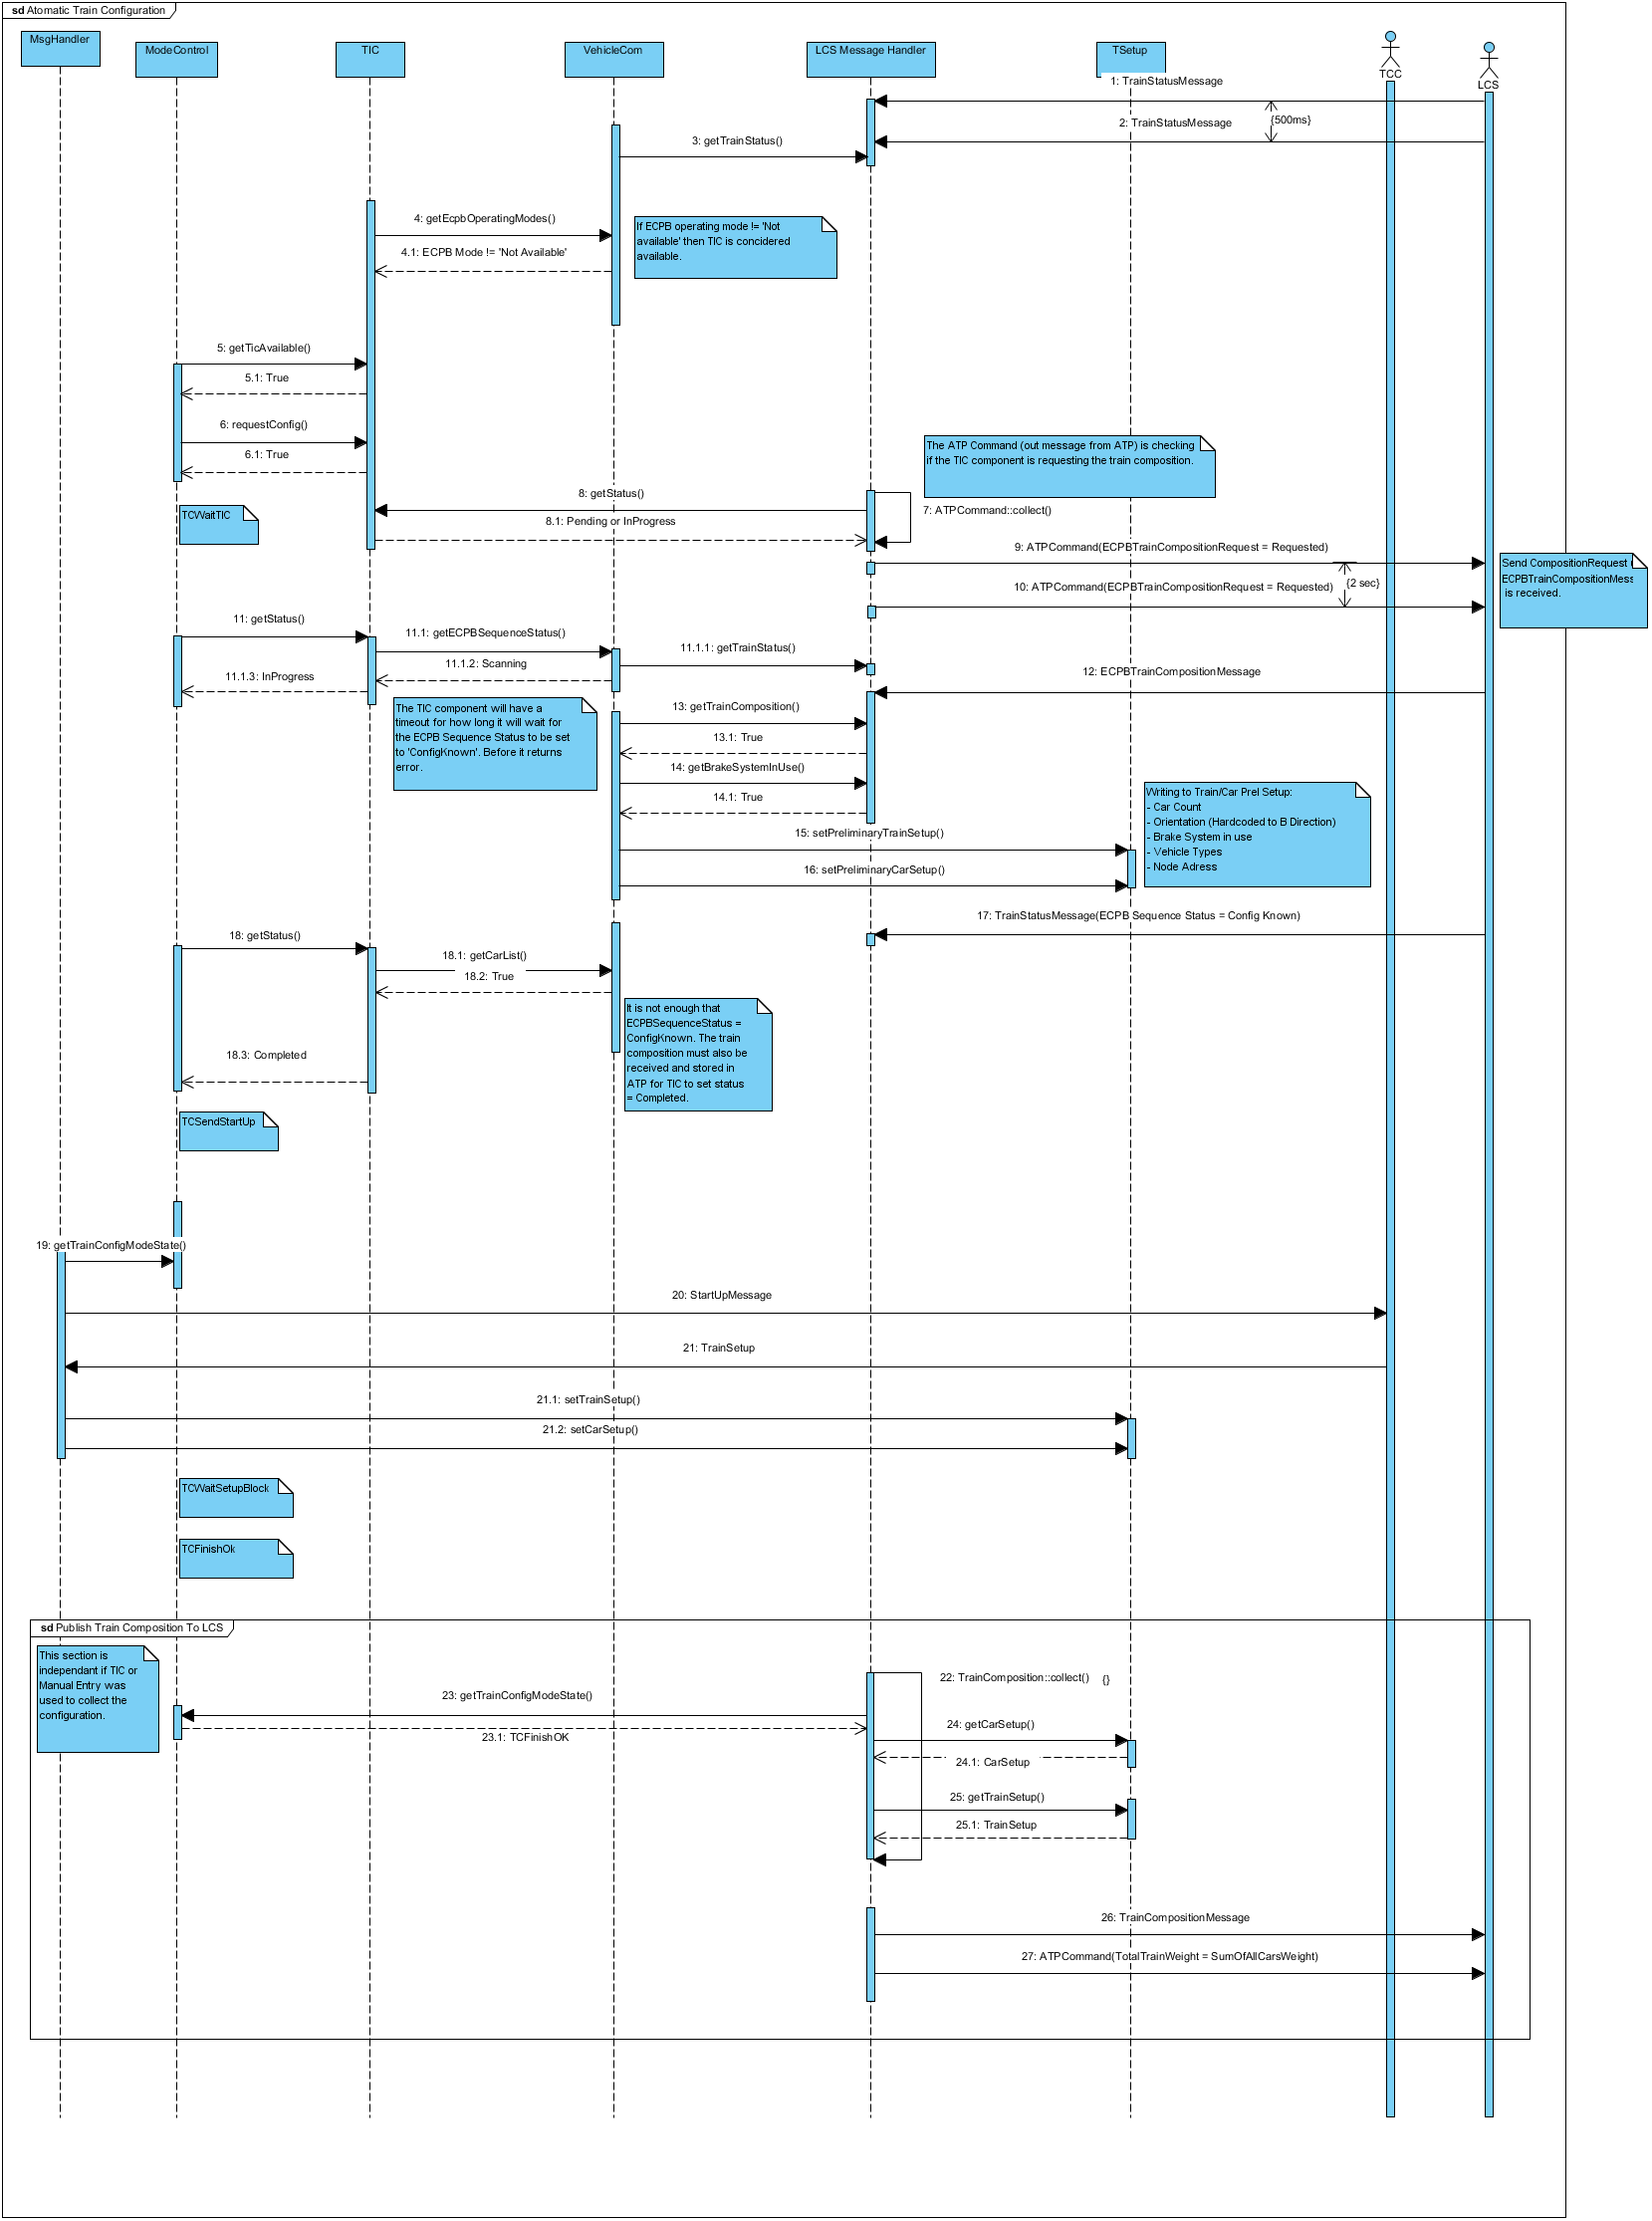 sd Atomatic Train Configuration
MsgHandler
ModeControl
TIC
VehicleCom
LCS Message Handler
TSetup
TCC
LCS
1: TrainStatusMessage
{500ms}
2: TrainStatusMessage
3: getTrainStatus()
4: getEcpbOperatingModes()
If ECPB operating mode != 'Not
available' then TIC is concidered
available.
4.1: ECPB Mode != 'Not Available'
5: getTicAvailable()
5.1: True
6: requestConfig()
6.1: True
The ATP Command (out message from ATP) is checking
if the TIC component is requesting the train composition.
TCWaitTIC
8: getStatus()
7: ATPCommand::collect()
8.1: Pending or InProgress
9: ATPCommand(ECPBTrainCompositionRequest = Requested)
{2 sec}
10: ATPCommand(ECPBTrainCompositionRequest = Requested)
Send CompositionRequest
ECPBTrainCompositionMess
is received.
11: getStatus()
11.1: getECPBSequenceStatus()
11.1.1: getTrainStatus()
11.1.2: Scanning
11.1.3: InProgress
12: ECPBTrainCompositionMessage
The TIC component will have a
timeout for how long it will wait for
the ECPB Sequence Status to be set
to 'ConfigKnown'. Before it returns
error.
13: getTrainComposition()
13.1: True
14: getBrakeSystemInUse()
14.1: True
Writing to Train/Car Prel Setup:
- Car Count
- Orientation (Hardcoded to B Direction)
- Brake System in use
- Vehicle Types
- Node Adress
15: setPreliminaryTrainSetup()
16: setPreliminaryCarSetup()
17: TrainStatusMessage(ECPB Sequence Status = Config Known)
18: getStatus()
18.1: getCarList()
18.2: True
It is not enough that
ECPBSequenceStatus =
ConfigKnown. The train
composition must also be
received and stored in
ATP for TIC to set status
= Completed.
18.3: Completed
TCSendStartUp
19: getTrainConfigModeState()
20: StartUpMessage
21: TrainSetup
21.1: setTrainSetup()
21.2: setCarSetup()
TCWaitSetupBlock
TCFinishOk
sd Publish Train Composition To LCS
This section is
independant if TIC or
Manual Entry was
used to collect the
configuration.
22: TrainComposition::collect() {}
23: getTrainConfigModeState()
23.1: TCFinishOK
24: getCarSetup()
24.1: CarSetup
25: getTrainSetup()
25.1: TrainSetup
26: TrainCompositionMessage
27: ATPCommand(TotalTrainWeight = SumOfAllCarsWeight)